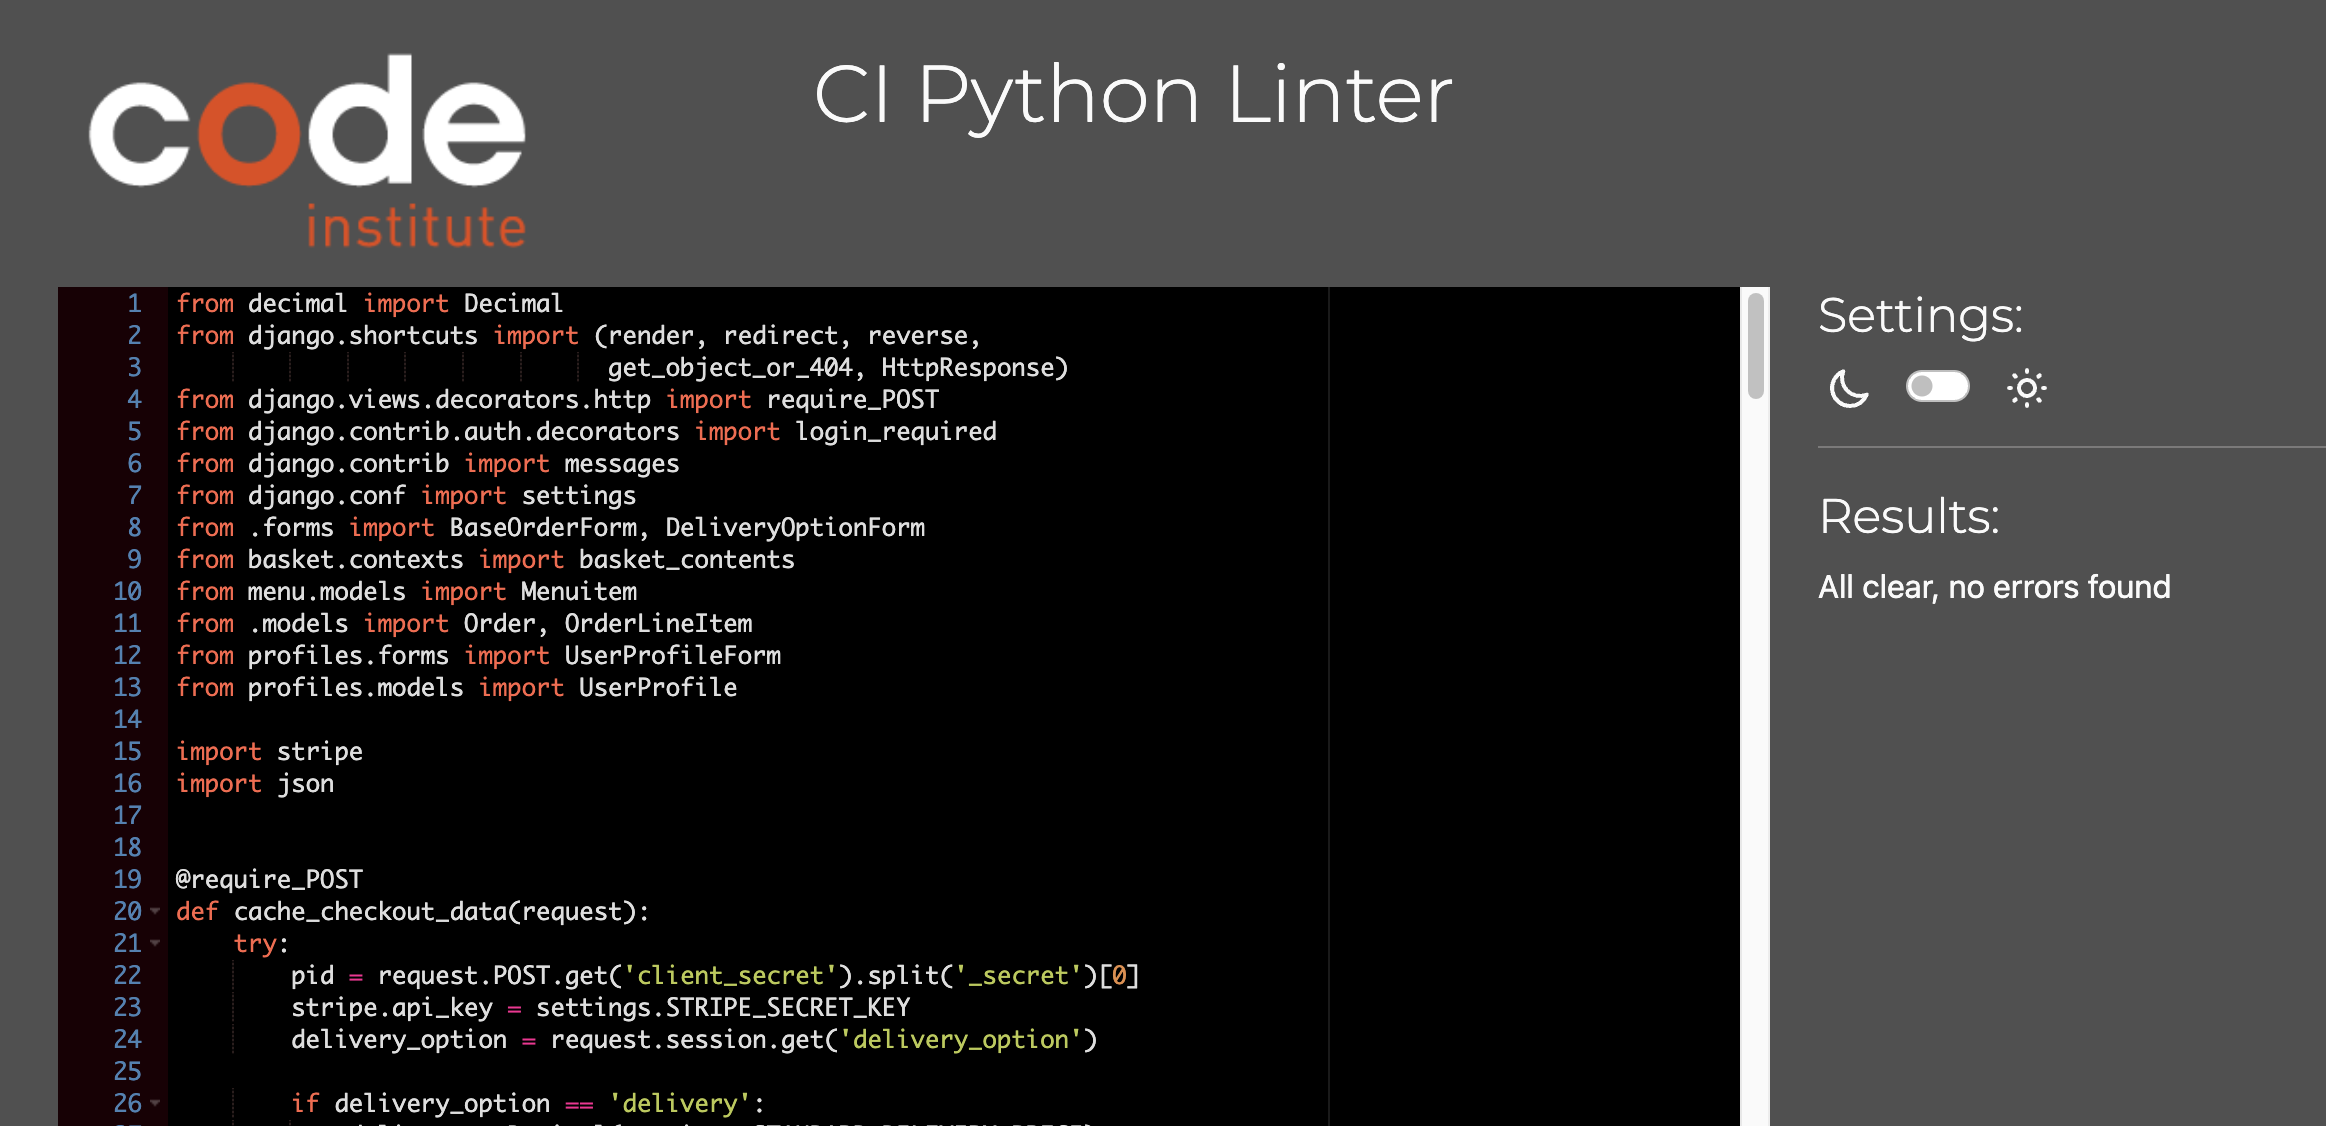 code
institute
CI Python Linter
1 from decimal import Decimal
2 from django.shortcuts import (render, redirect, reverse,
3                               get_object_or_404, HttpResponse)
4 from django.views.decorators.http import require_POST
5 from django.contrib.auth.decorators import login_required
6 from django.contrib import messages
7 from django.conf import settings
8 from .forms import BaseOrderForm, DeliveryOptionForm
9 from basket.contexts import basket_contents
10 from menu.models import Menuitem
11 from .models import Order, OrderLineItem
12 from profiles.forms import UserProfileForm
13 from profiles.models import UserProfile
14
15 import stripe
16 import json
17
18
19 @require_POST
20 def cache_checkout_data(request):
21     try:
22         pid = request.POST.get('client_secret').split('_secret')[0]
23         stripe.api_key = settings.STRIPE_SECRET_KEY
24         delivery_option = request.session.get('delivery_option')
25
26         if delivery_option == 'delivery':
Settings:
Results:
All clear, no errors found